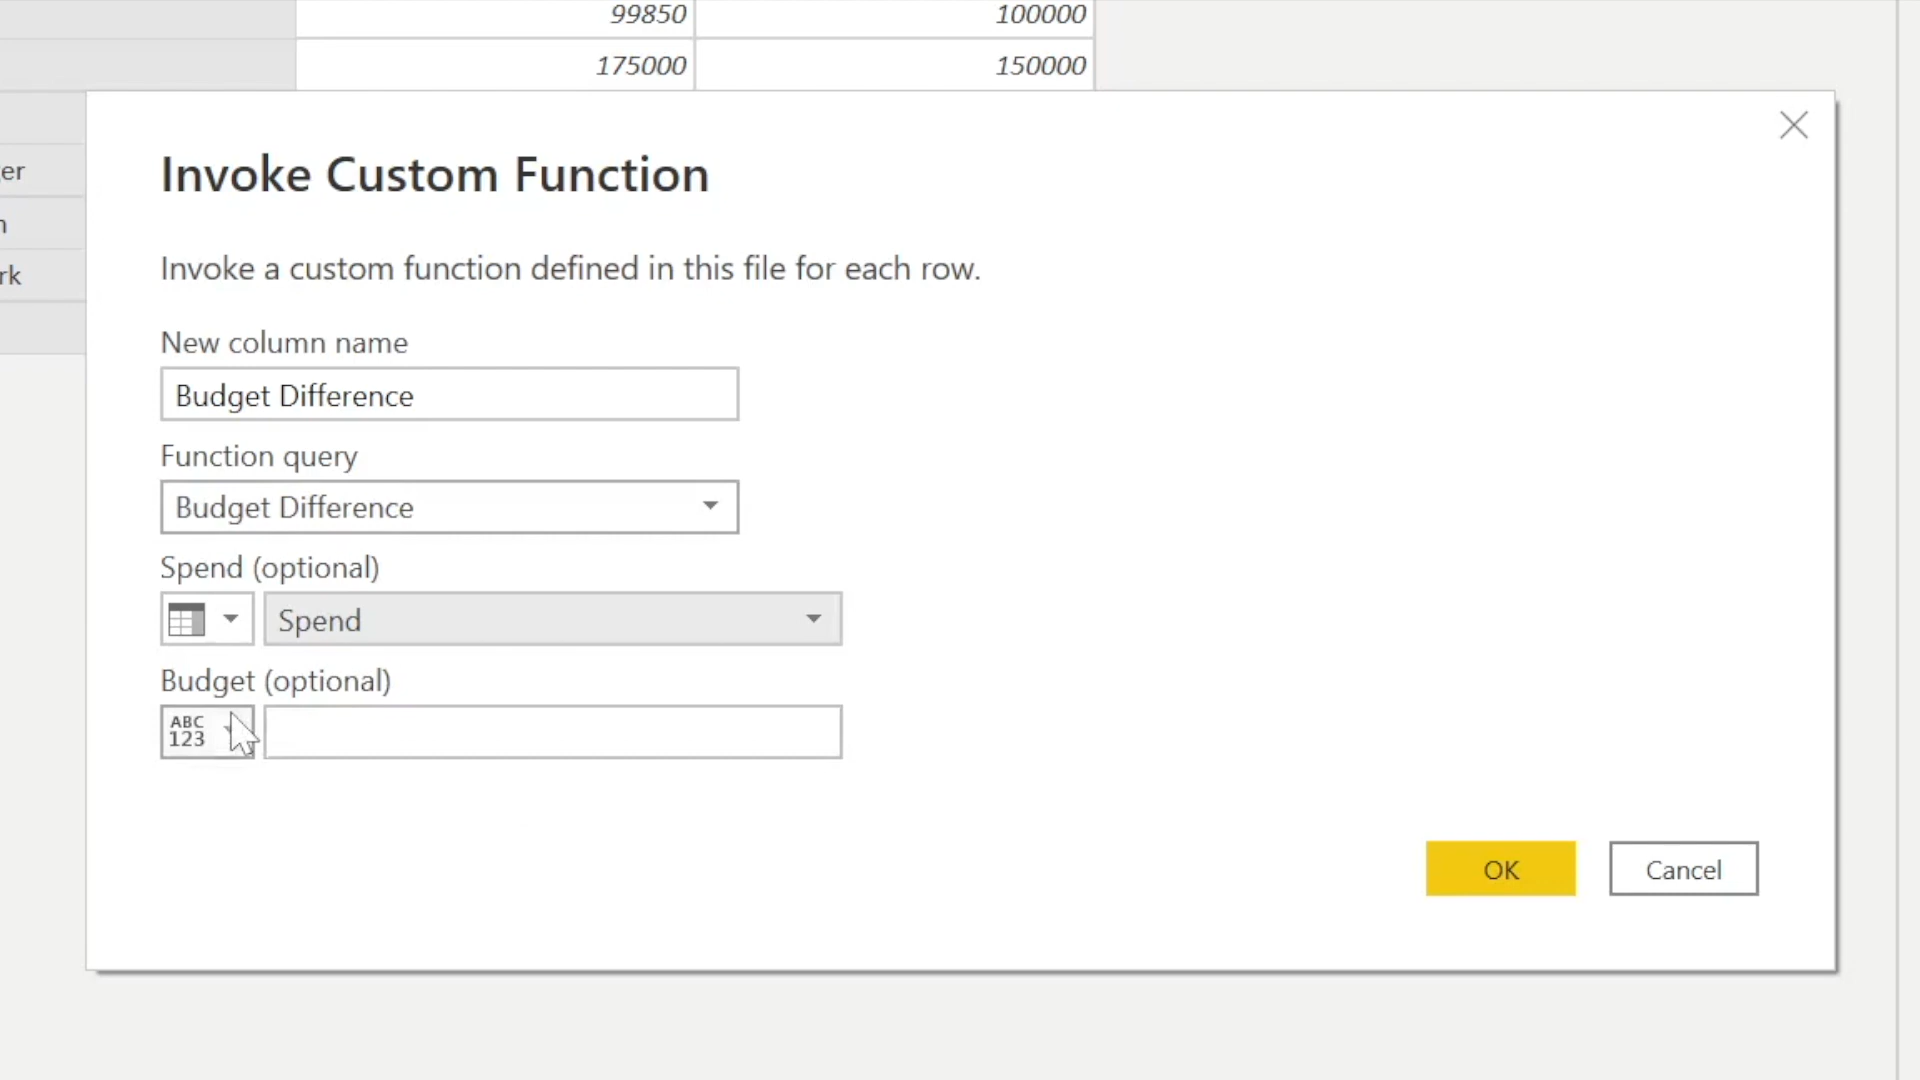 99850 100000
175000 150000
er
n
rk
Invoke Custom Function
Invoke a custom function defined in this file for each row.
New column name
Budget Difference
Function query
Budget Difference
Spend (optional)
Spend
Budget (optional)
ABC
123
OK Cancel